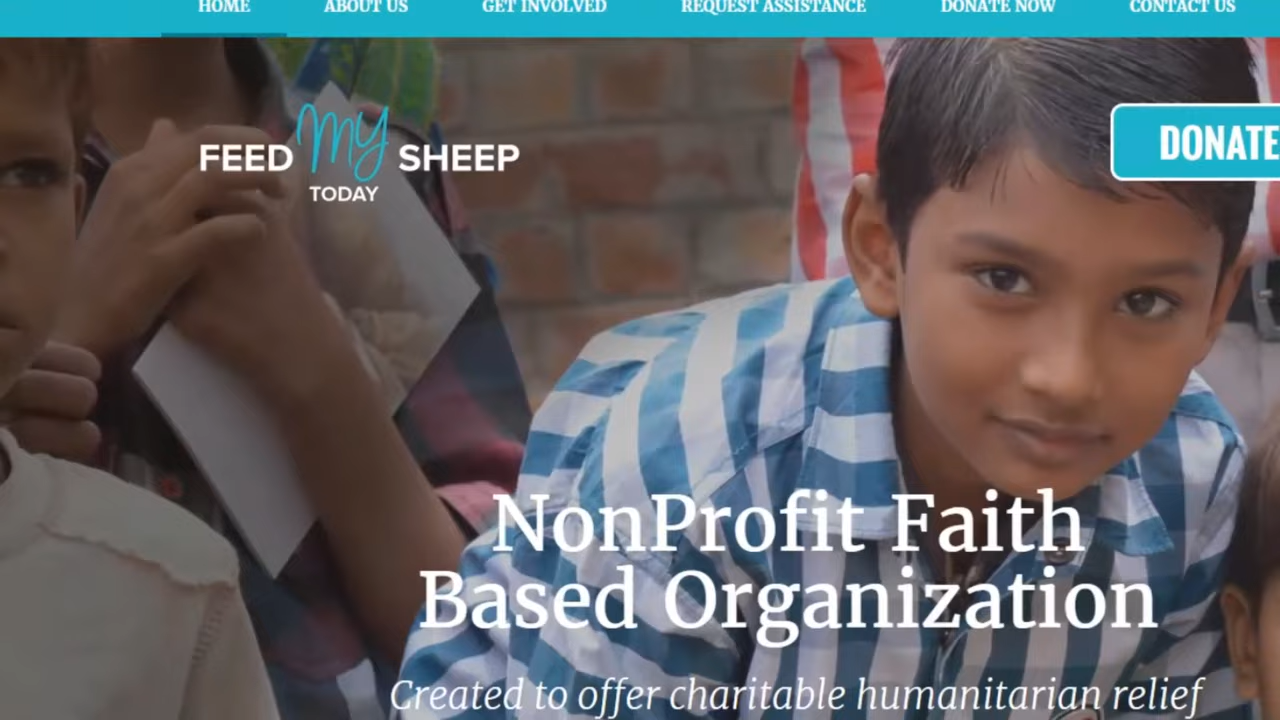 HOME ABOUT US GET INVOLVED REQUEST ASSISTANCE DONATE NOW CONTACT US
FEED my SHEEP
TODAY
DONATE
NonProfit Faith
Based Organization
Created to offer charitable humanitarian relief